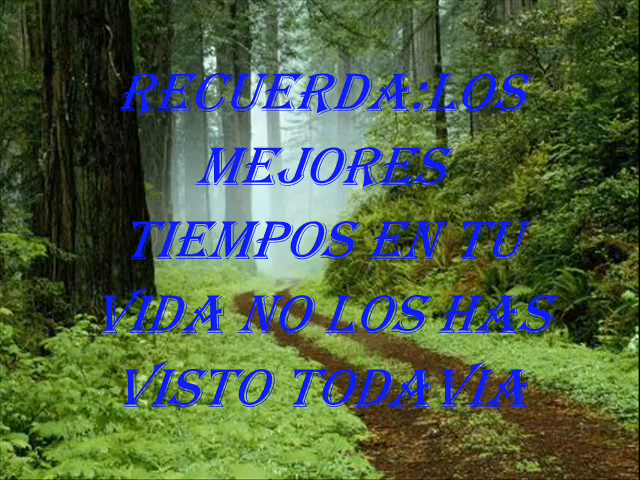 RECUERDA:LOS
MEJORES
TIEMPOS EN TU
VIDA NO LOS HAS
VISTO TODAVIA